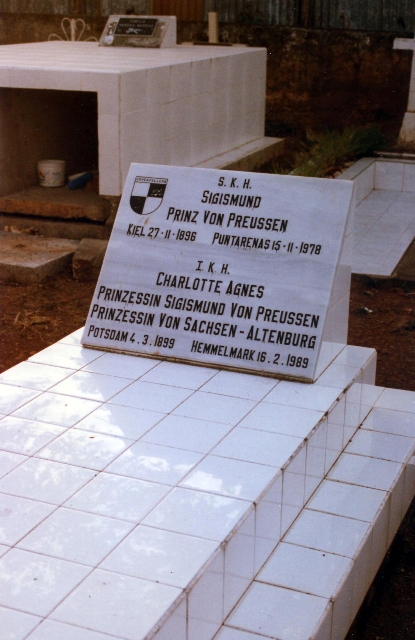 S. K. H.
SIGISMUND
PRINZ VON PREUSSEN
KIEL 27-11-1896 PUNTARENAS 15-11-1978
I. K. H.
CHARLOTTE AGNES
PRINZESSIN SIGISMUND VON PREUSSEN
PRINZESSIN VON SACHSEN-ALTENBURG
POTSDAM 4. 3. 1899 HEMMELMARK 16. 2. 1989